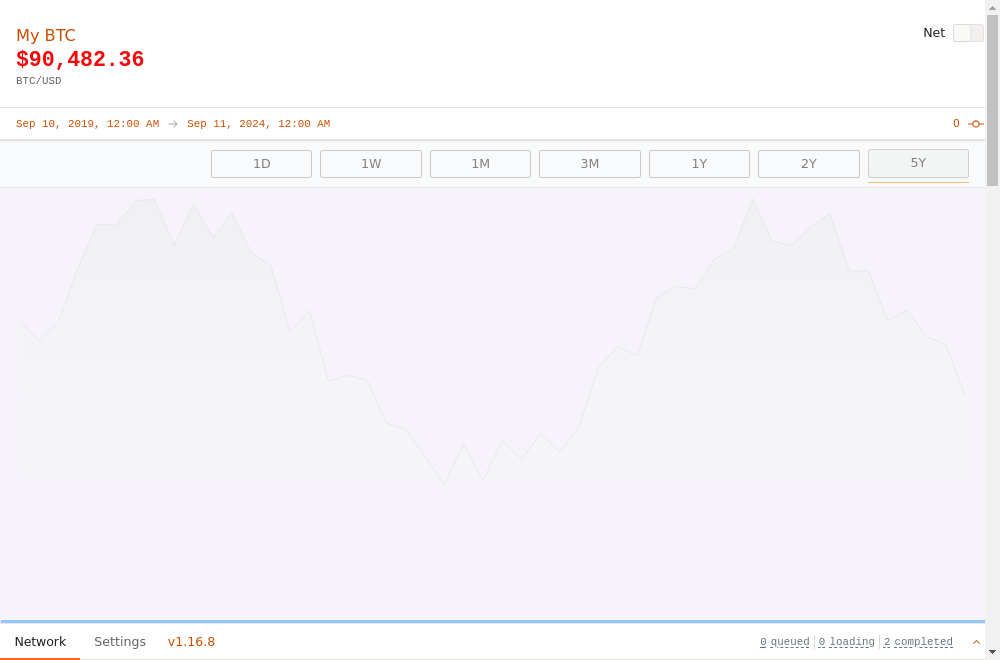 My BTC
Net
$90,482.36
BTC/USD
Sep 10, 2019, 12:00 AM → Sep 11, 2024, 12:00 AM
0
1D 1W 1M 3M 1Y 2Y 5Y
Network Settings v1.16.8 0 queued 0 loading 2 completed